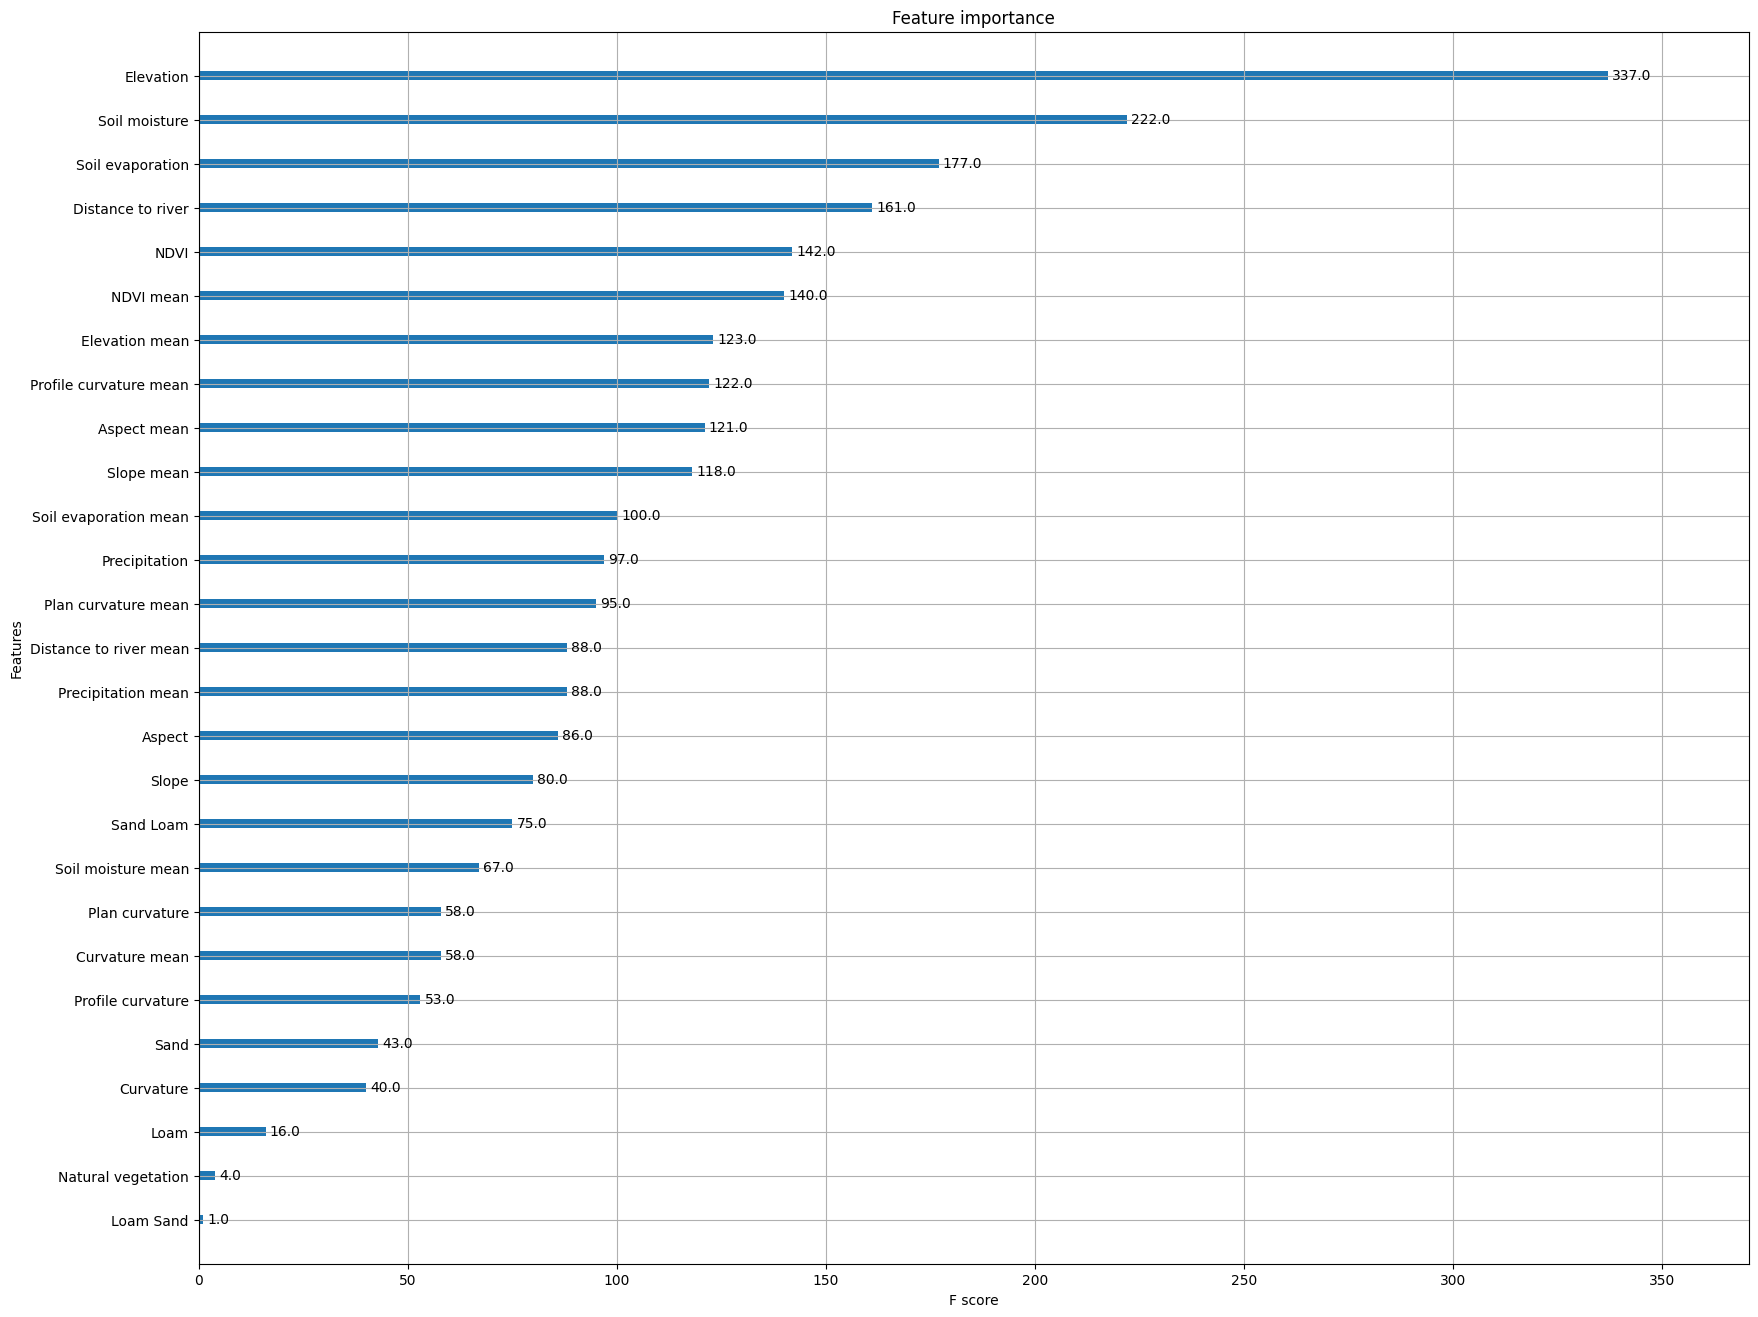 Feature importance
Elevation 337.0
Soil moisture 222.0
Soil evaporation 177.0
Distance to river 161.0
NDVI 142.0
NDVI mean 140.0
Elevation mean 123.0
Profile curvature mean 122.0
Aspect mean 121.0
Slope mean 118.0
Soil evaporation mean 100.0
Precipitation 97.0
Plan curvature mean 95.0
Features
Distance to river mean 88.0
Precipitation mean 88.0
Aspect 86.0
Slope 80.0
Sand Loam 75.0
Soil moisture mean 67.0
Plan curvature 58.0
Curvature mean 58.0
Profile curvature 53.0
Sand 43.0
Curvature 40.0
Loam 16.0
Natural vegetation 4.0
Loam Sand 1.0
0 50 100 150 200 250 300 350
F score